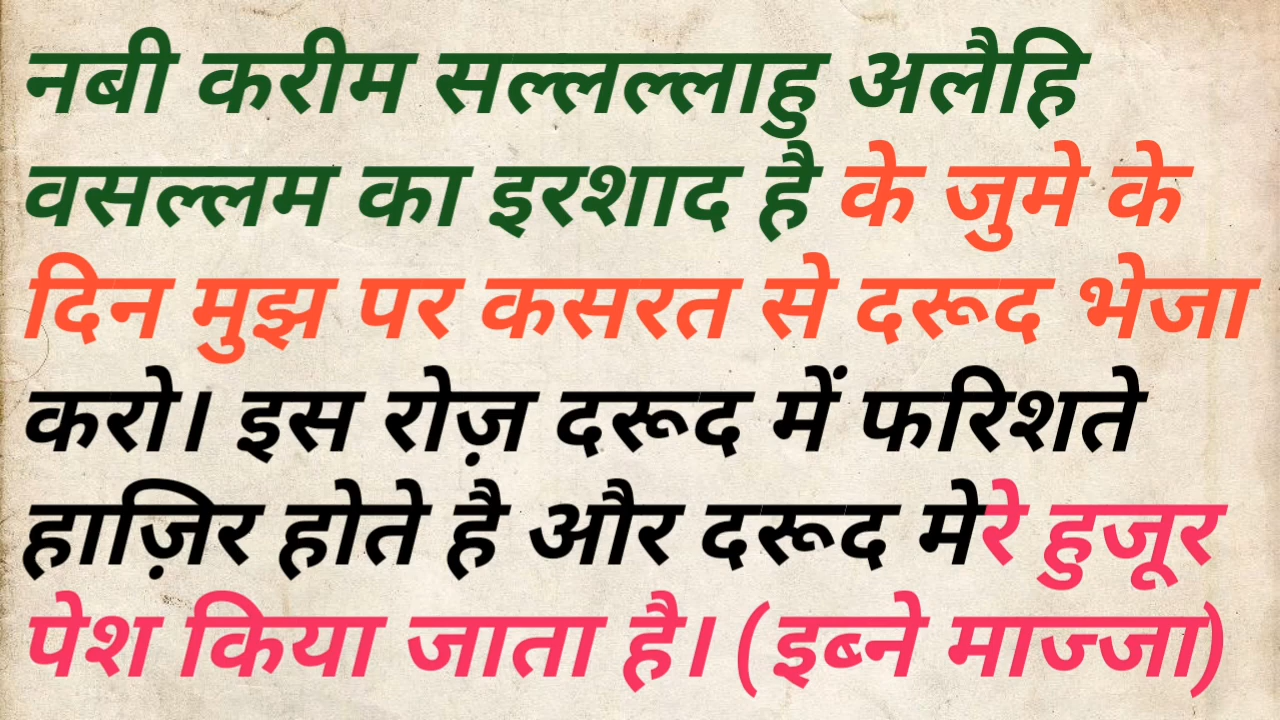 नबी करीम सल्लल्लाहु अलैहि
वसल्लम का इरशाद है के जुमे के
दिन मुझ पर कसरत से दरूद भेजा
करो। इस रोज़ दरूद में फरिशते
हाज़िर होते है और दरूद मेरे हुजूर
पेश किया जाता है। (इब्ने माज्जा)